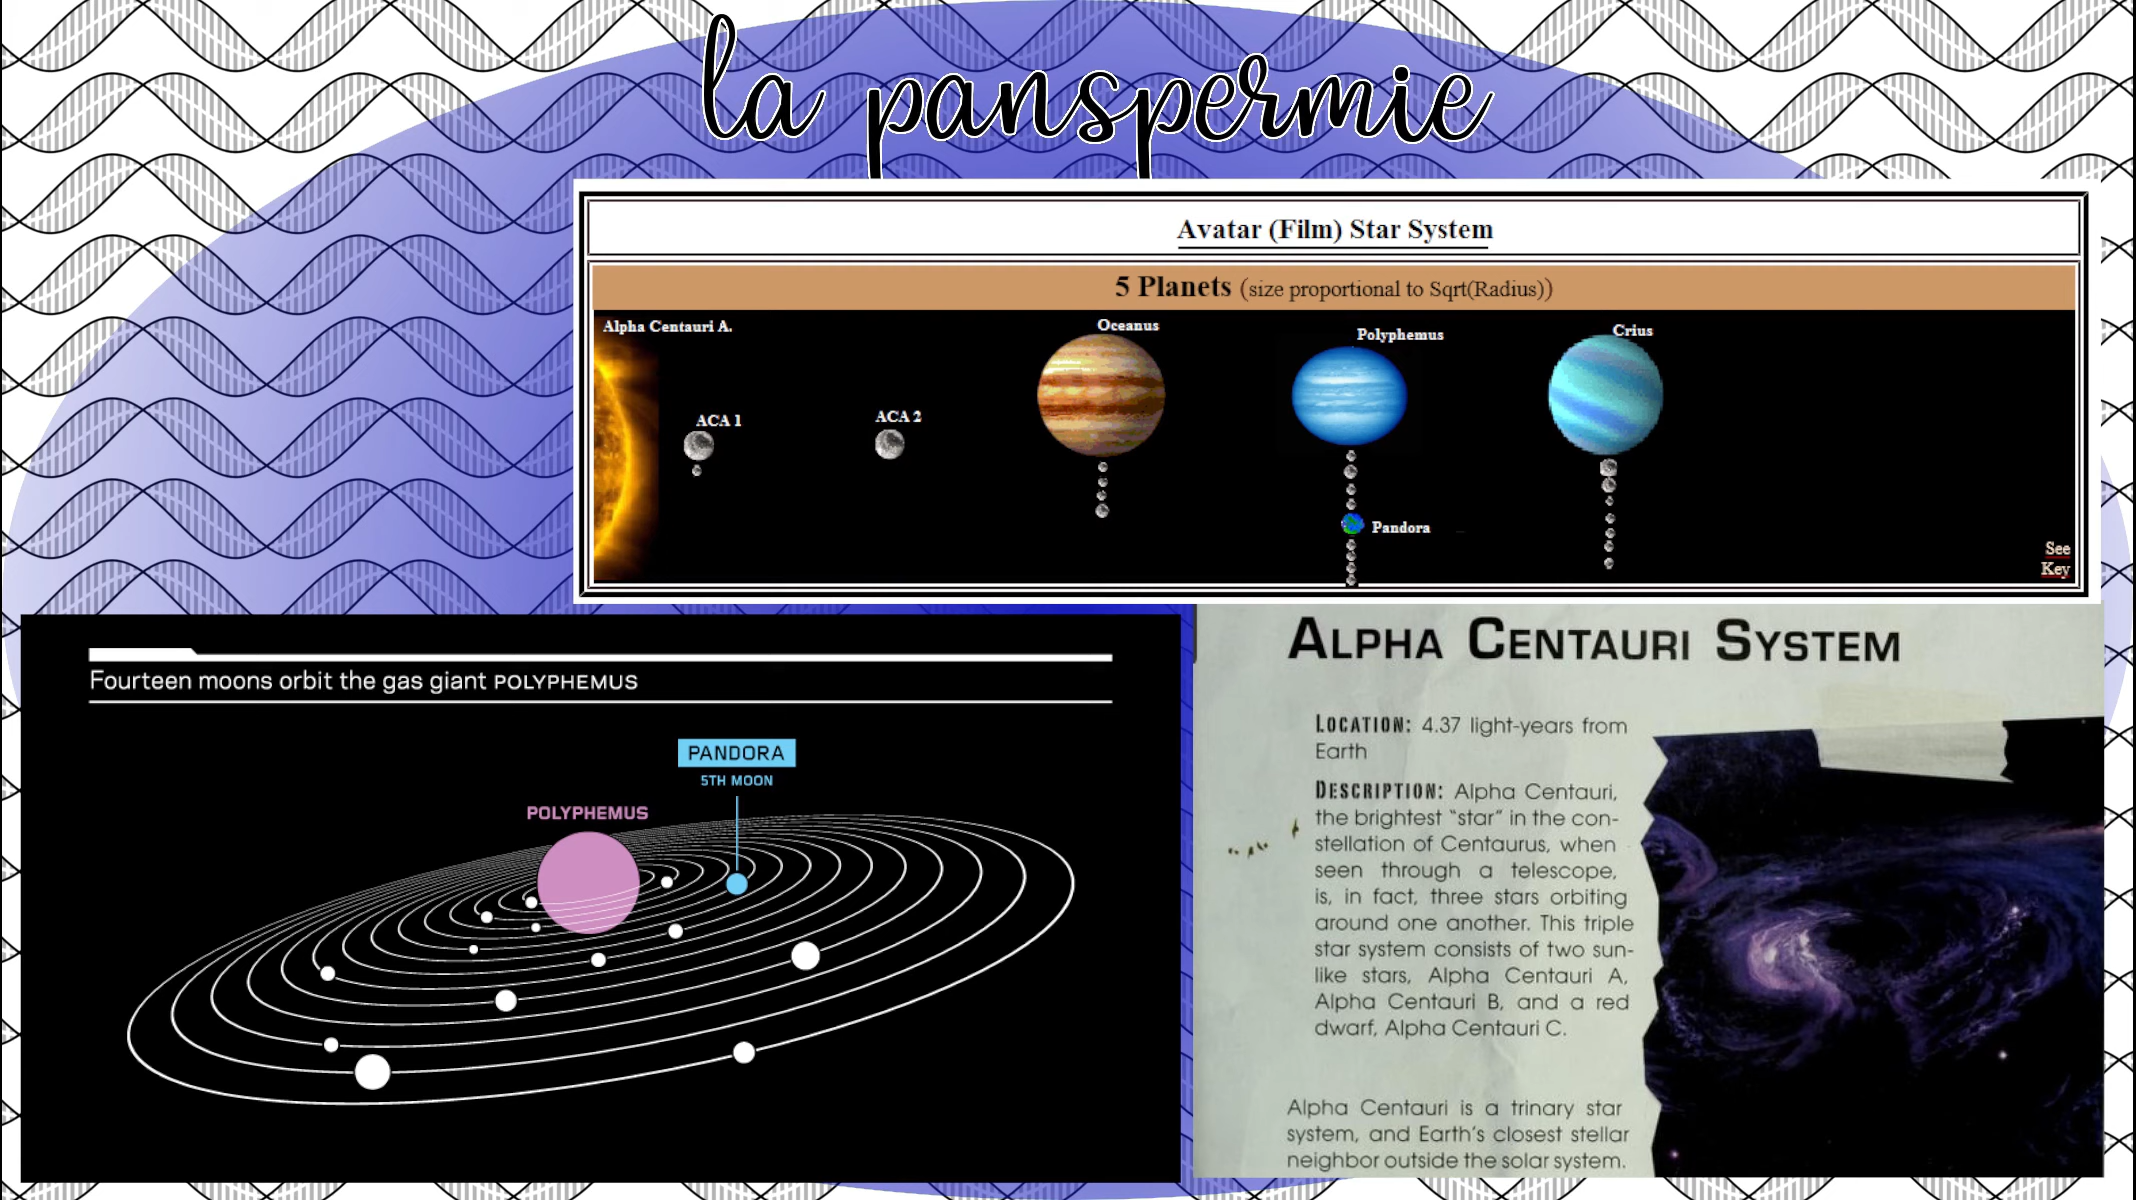 la panspermie
Avatar (Film) Star System
5 Planets (size proportional to Sqrt(Radius))
Alpha Centauri A.
ACA 1
ACA 2
Oceanus
Polyphemus
Pandora
Crius
See
Key
Fourteen moons orbit the gas giant POLYPHEMUS
PANDORA
5TH MOON
POLYPHEMUS
ALPHA CENTAURI SYSTEM
LOCATION: 4.37 light-years from
Earth
DESCRIPTION: Alpha Centauri,
the brightest "star" in the con-
stellation of Centaurus, when
seen through a telescope,
is, in fact, three stars orbiting
around one another. This triple
star system consists of two sun-
like stars, Alpha Centauri A,
Alpha Centauri B, and a red
dwarf, Alpha Centauri C.
Alpha Centauri is a trinary star
system, and Earth's closest stellar
neighbor outside the solar system.